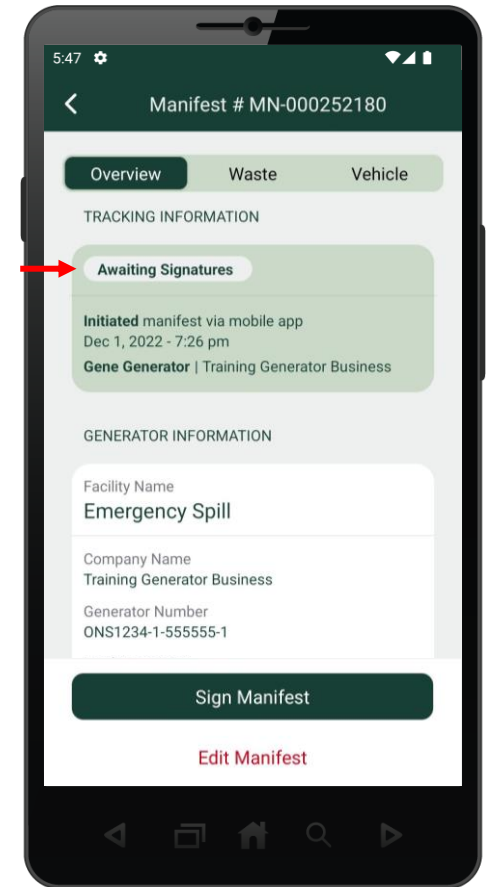 5:47
Manifest # MN-000252180
Overview Waste Vehicle
TRACKING INFORMATION
Awaiting Signatures
Initiated manifest via mobile app
Dec 1, 2022 - 7:26 pm
Gene Generator | Training Generator Business
GENERATOR INFORMATION
Facility Name
Emergency Spill
Company Name
Training Generator Business
Generator Number
ONS1234-1-555555-1
Sign Manifest
Edit Manifest